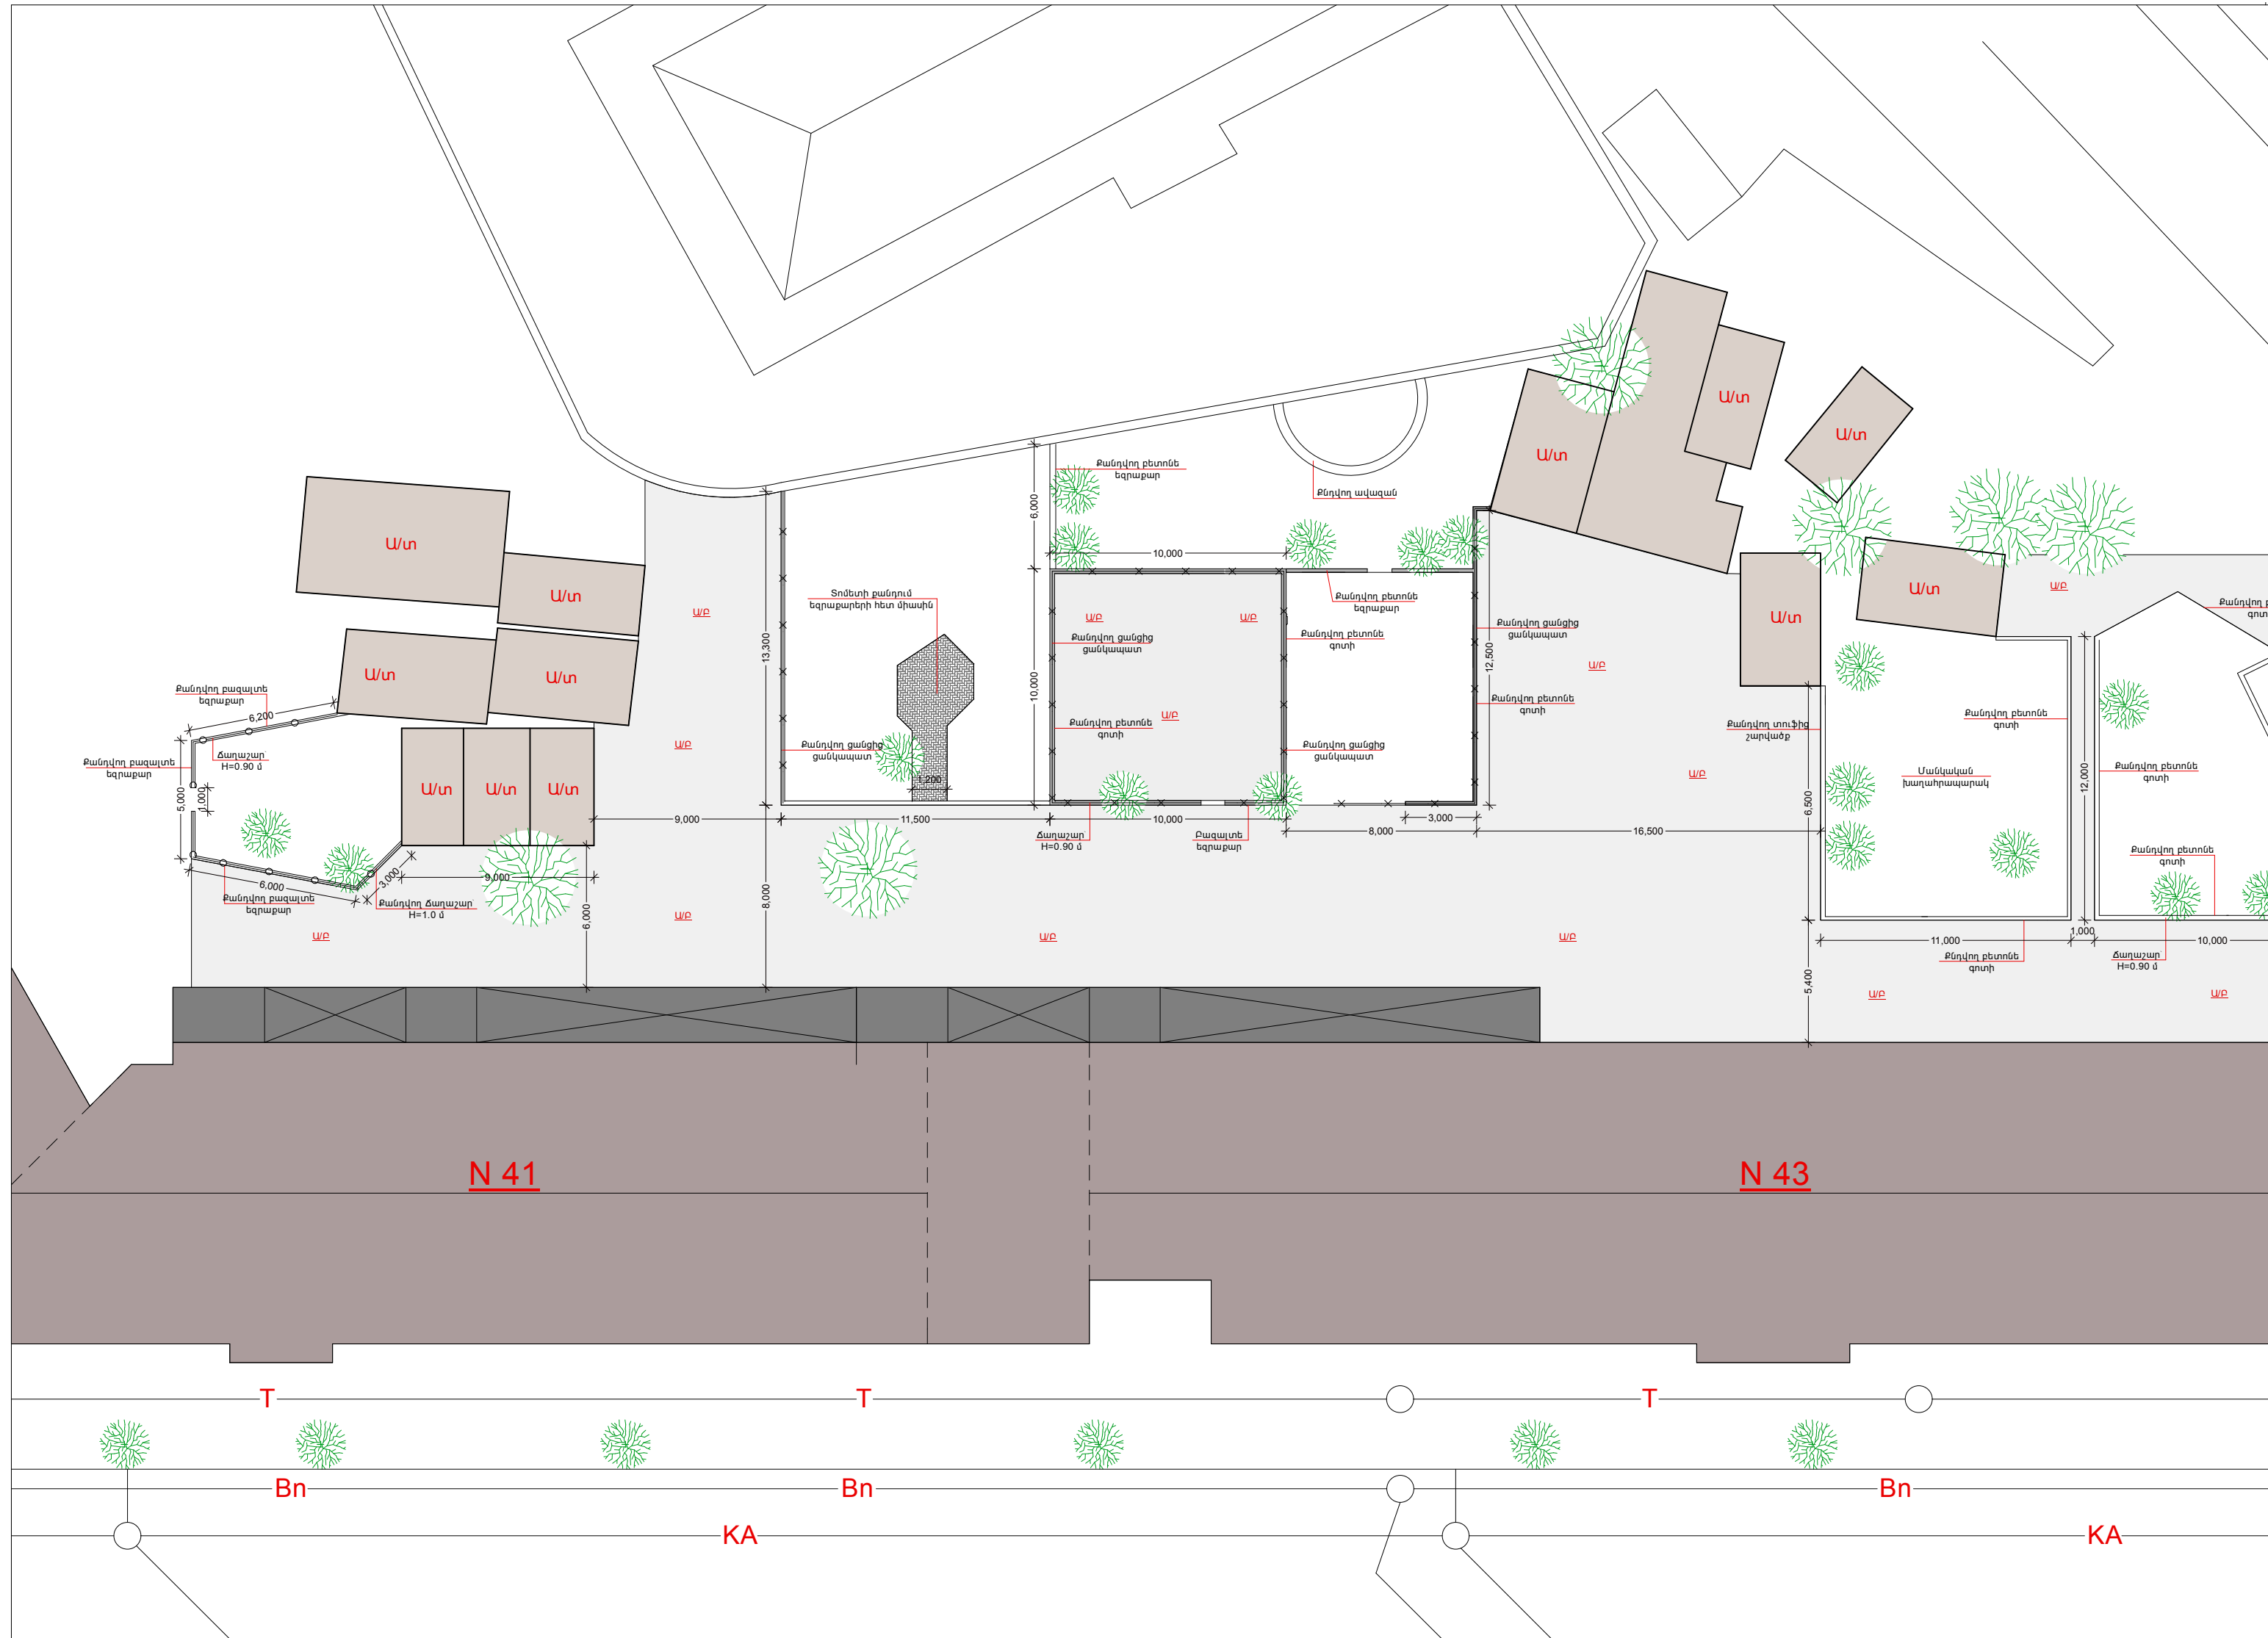 Քանդվող բետոնե
եզրաքար
Քնդվող ավազան
Ա/տ
Ա/տ
Ա/տ
6,000
10,000
Ա/տ
Ա/տ
Ա/տ
Ա/տ
Ա/տ
Ա/Բ
Տոմետի քանդում
եզրաքարերի հետ միասին
13,300
Ա/Բ
Ա/Բ
Քանդվող բետոնե
եզրաքար
Քանդվող ցանցից
ցանկապատ
Քանդվող բետոնե
գոտի
Քանդվող ցանցից
ցանկապատ
12,500
Ա/Բ
Ա/Բ
Ա/տ
Ա/տ
Քանդվող բազալտե
եզրաքար
6,200
10,000
Ա/Բ
Քանդվող բետոնե
գոտի
Քանդվող բետոնե
գոտի
Քանդվող տուֆից
շարվածք
Քանդվող բետոնե
գոտի
Ճաղաշար
H=0.90 մ
Քանդվող բազալտե
եզրաքար
5,000
1,000
Ա/Բ
Քանդվող ցանցից
ցանկապատ
Քանդվող ցանցից
ցանկապատ
Ա/Բ
Մանկական
խաղահրապարակ
12,000
Քանդվող բետոնե
գոտի
Ա/տ
Ա/տ
Ա/տ
1,200
6,500
9,000
11,500
10,000
3,000
8,000
16,500
Ճաղաշար
H=0.90 մ
Բազալտե
եզրաքար
Քանդվող բետոնե
գոտի
6,000
3,000
9,000
Քանդվող բազալտե
եզրաքար
Քանդվող Ճաղաշար
H=1.0 մ
6,000
8,000
Ա/Բ
Ա/Բ
Ա/Բ
Ա/Բ
11,000
1,000
10,000
Քնդվող բետոնե
գոտի
Ճաղաշար
H=0.90 մ
5,400
Ա/Բ
Ա/Բ
N 41
N 43
T
T
T
Bn
Bn
Bn
KA
KA